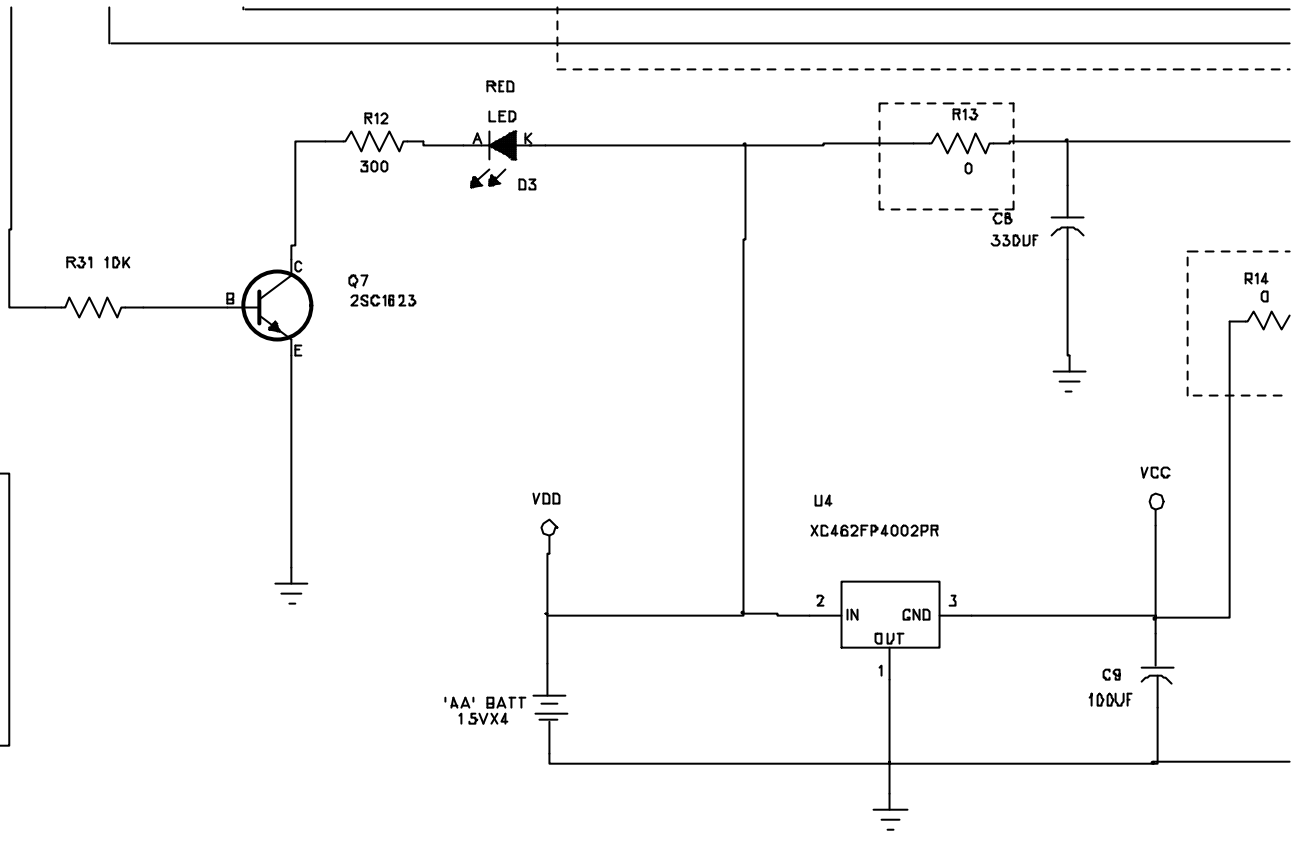 RED
LED
R12
A
K
300
D3
R13
0
C8
330UF
R31 10K
B
C
E
Q7
2SC1623
R14
0
VDD
U4
XC462FP4002PR
VCC
2
IN
GND
3
OUT
1
'AA' BATT
1.5VX4
C9
100UF